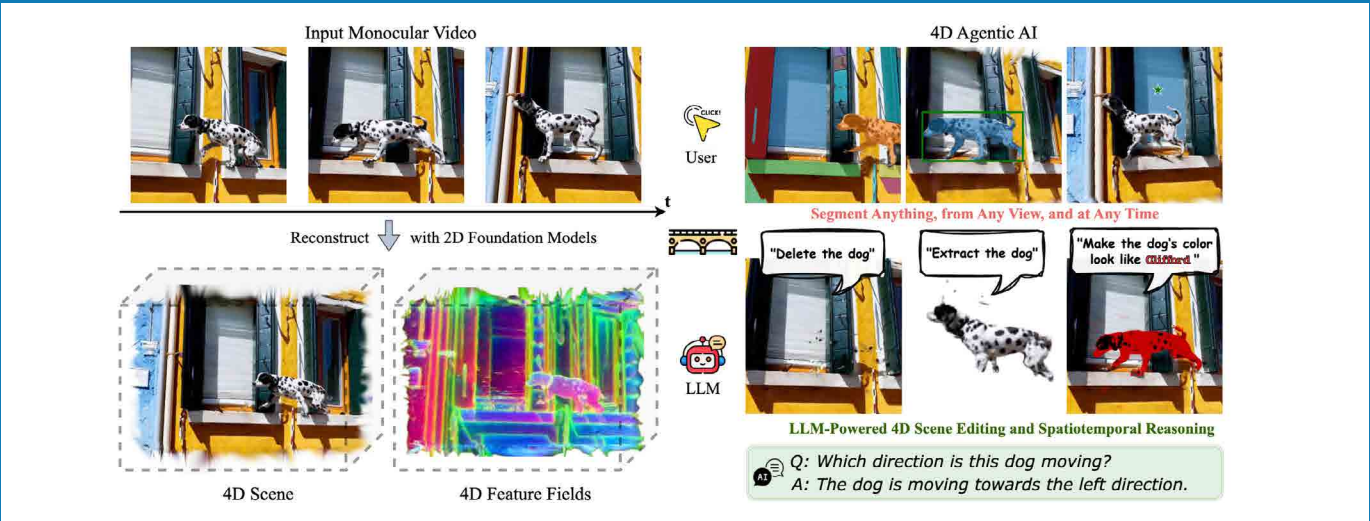 Input Monocular Video
4D Agentic AI
CLICK!
User
t
Segment Anything, from Any View, and at Any Time
Reconstruct with 2D Foundation Models
"Delete the dog"
"Extract the dog"
"Make the dog's color
look like Clifford "
LLM
LLM-Powered 4D Scene Editing and Spatiotemporal Reasoning
AI
Q: Which direction is this dog moving?
A: The dog is moving towards the left direction.
4D Scene
4D Feature Fields